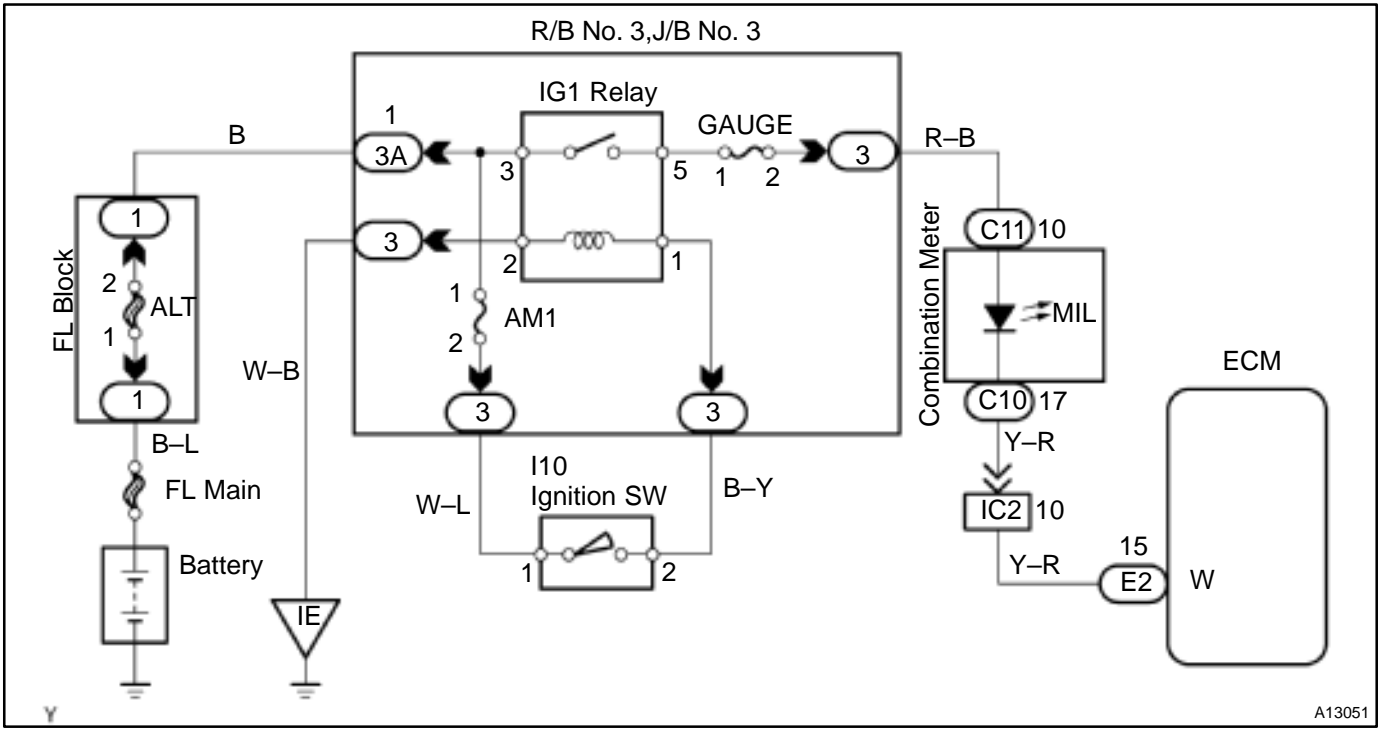 R/B No. 3,J/B No. 3
IG1 Relay
1
GAUGE
B
3A
3
5
1
2
3
R–B
1
3
2
1
C11
10
FL Block
2
ALT
1
1
AM1
2
Combination Meter
MIL
W–B
ECM
1
3
3
C10
17
B–L
Y–R
FL Main
I10
Ignition SW
W–L
B–Y
IC2
10
Battery
1
2
15
Y–R
E2
W
IE
Y
A13051